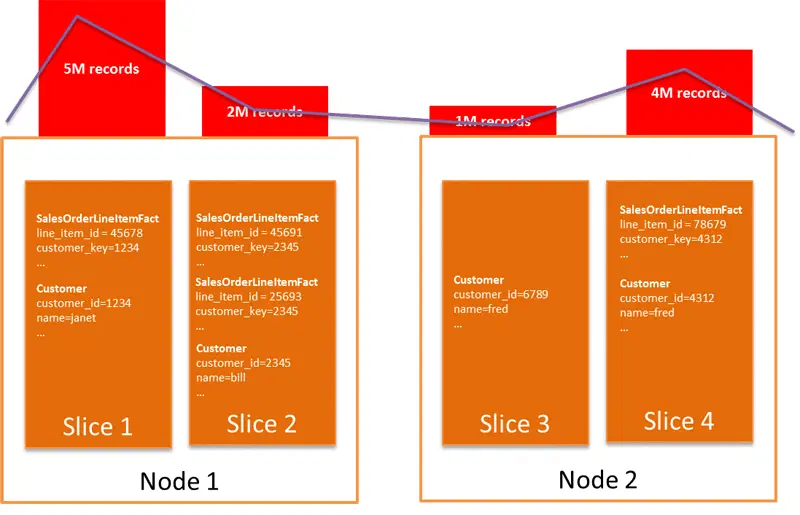 5M records
2M records
1M records
4M records
SalesOrderLineItemFact
line_item_id = 45678
customer_key=1234
...
Customer
customer_id=1234
name=janet
...
Slice 1
SalesOrderLineItemFact
line_item_id = 45691
customer_key=2345
...
SalesOrderLineItemFact
line_item_id = 25693
customer_key=2345
...
Customer
customer_id=2345
name=bill
...
Slice 2
Node 1
Customer
customer_id=6789
name=fred
...
Slice 3
SalesOrderLineItemFact
line_item_id = 78679
customer_key=4312
...
Customer
customer_id=4312
name=fred
...
Slice 4
Node 2